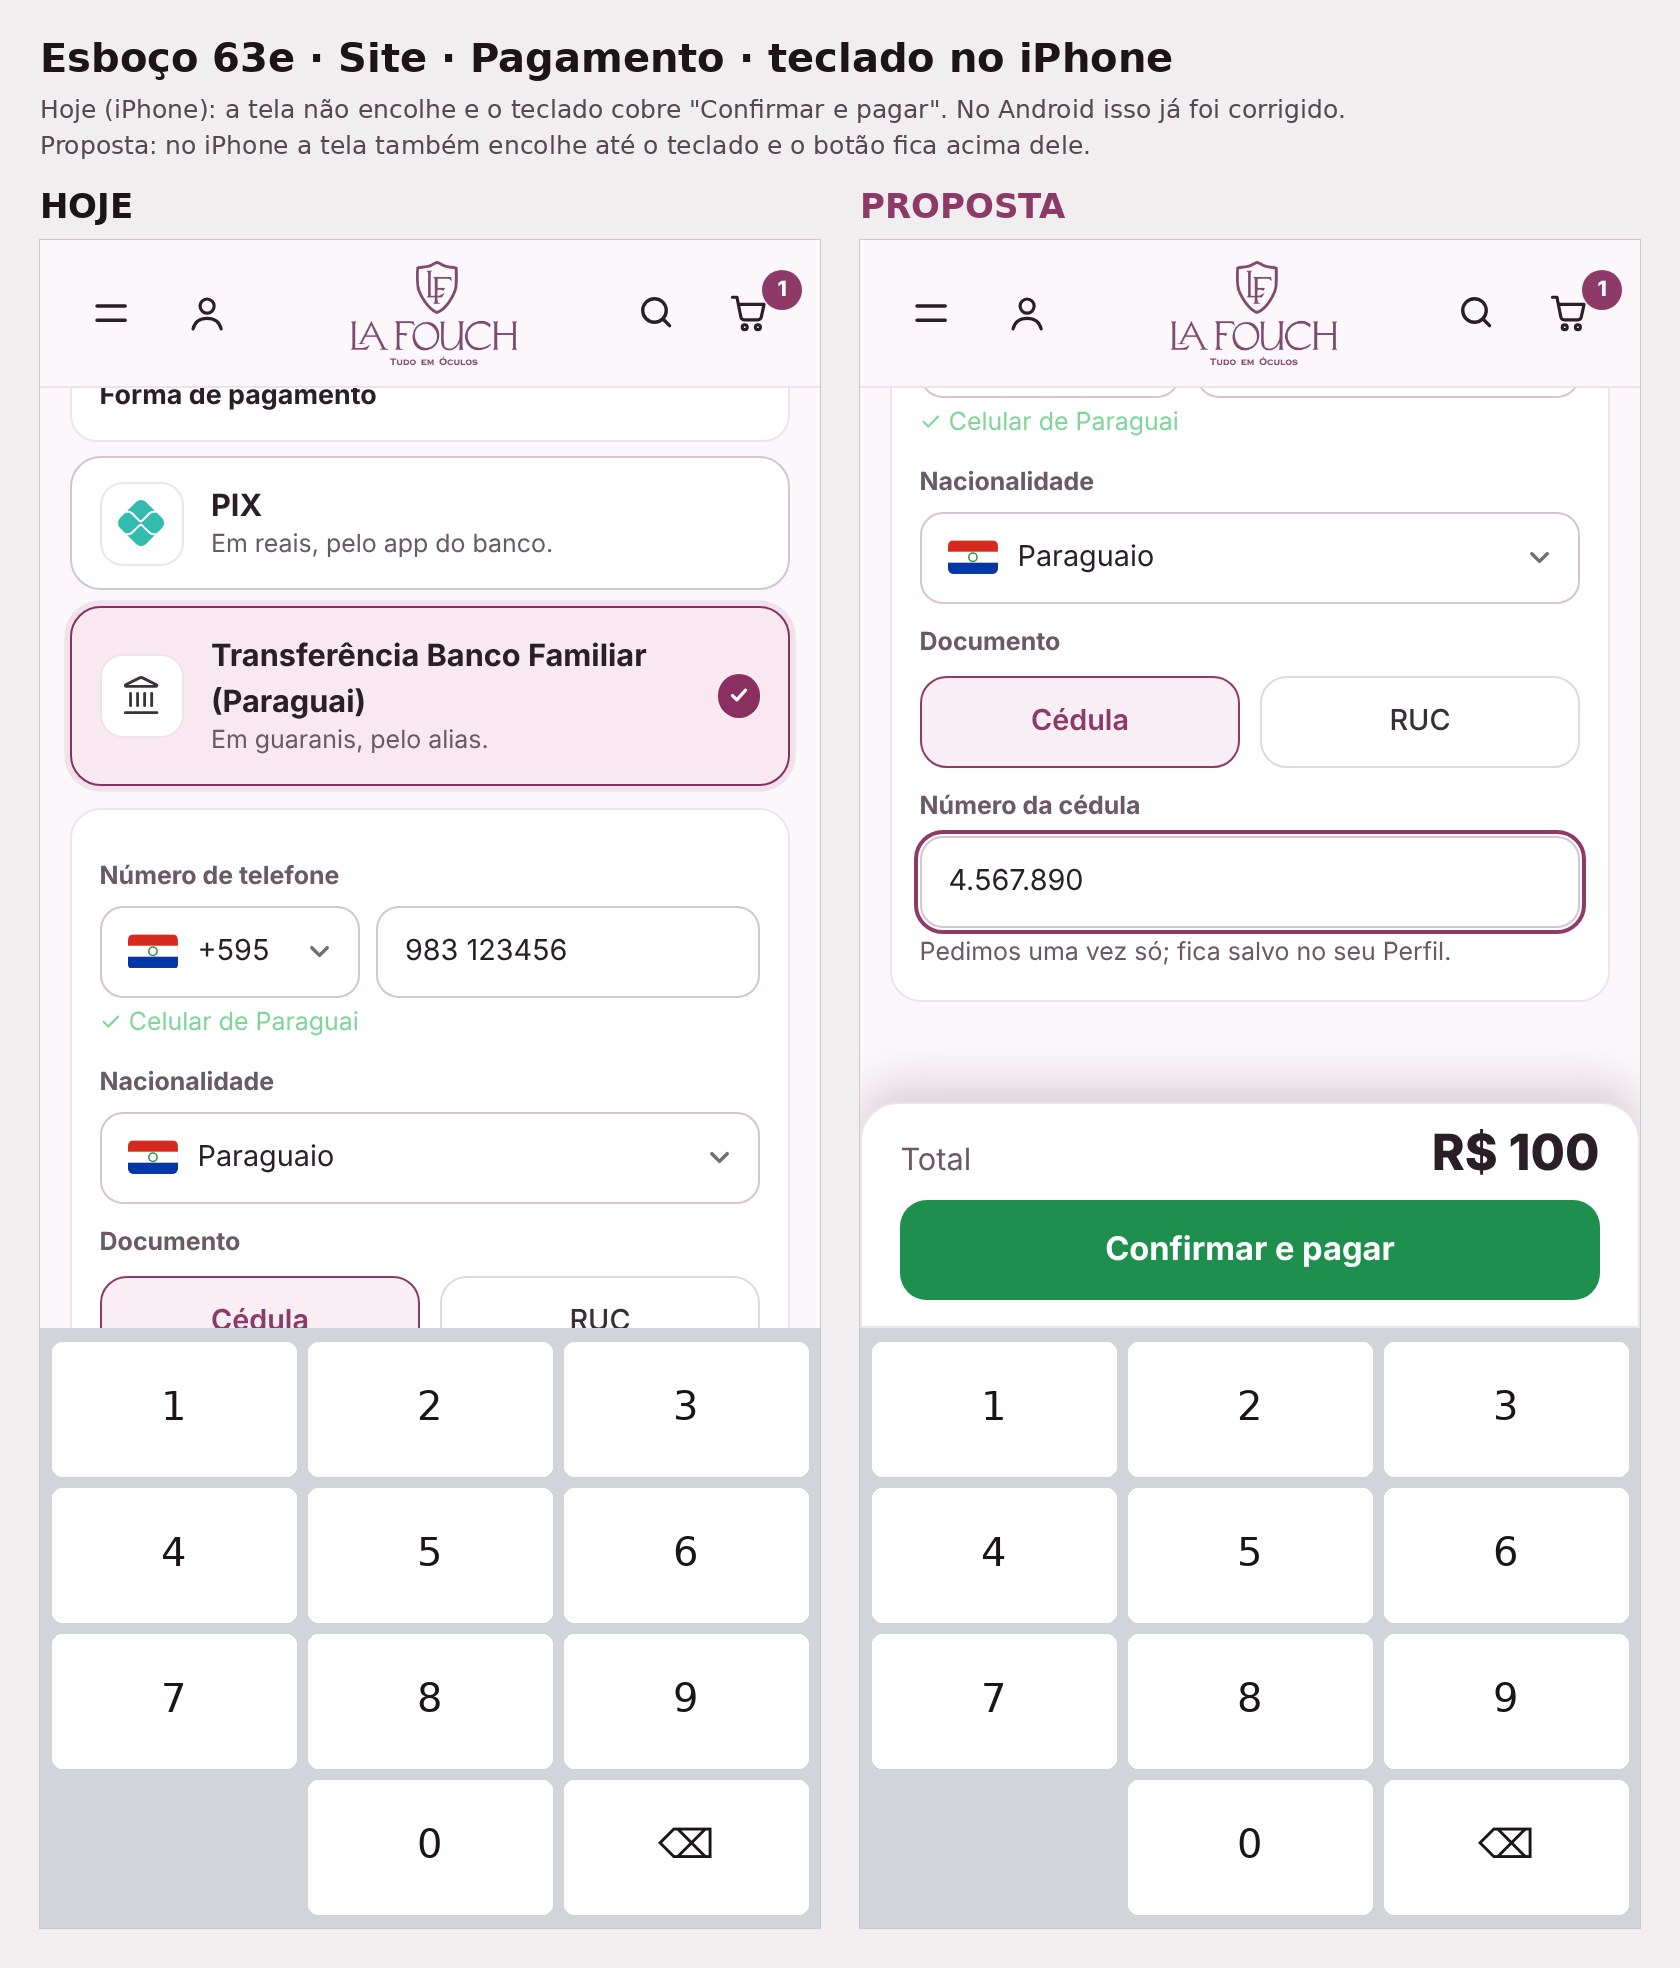 Esboço 63e · Site · Pagamento · teclado no iPhone
Hoje (iPhone): a tela não encolhe e o teclado cobre "Confirmar e pagar". No Android isso já foi corrigido.
Proposta: no iPhone a tela também encolhe até o teclado e o botão fica acima dele.
HOJE
LF
LA FOUCH
TUDO EM ÓCULOS
1
Forma de pagamento
PIX
Em reais, pelo app do banco.
Transferência Banco Familiar
(Paraguai)
Em guaranis, pelo alias.
Número de telefone
+595
983 123456
✓ Celular de Paraguai
Nacionalidade
Paraguaio
Documento
Cédula
RUC
1
2
3
4
5
6
7
8
9
0
PROPOSTA
LF
LA FOUCH
TUDO EM ÓCULOS
1
✓ Celular de Paraguai
Nacionalidade
Paraguaio
Documento
Cédula
RUC
Número da cédula
4.567.890
Pedimos uma vez só; fica salvo no seu Perfil.
Total
R$ 100
Confirmar e pagar
1
2
3
4
5
6
7
8
9
0